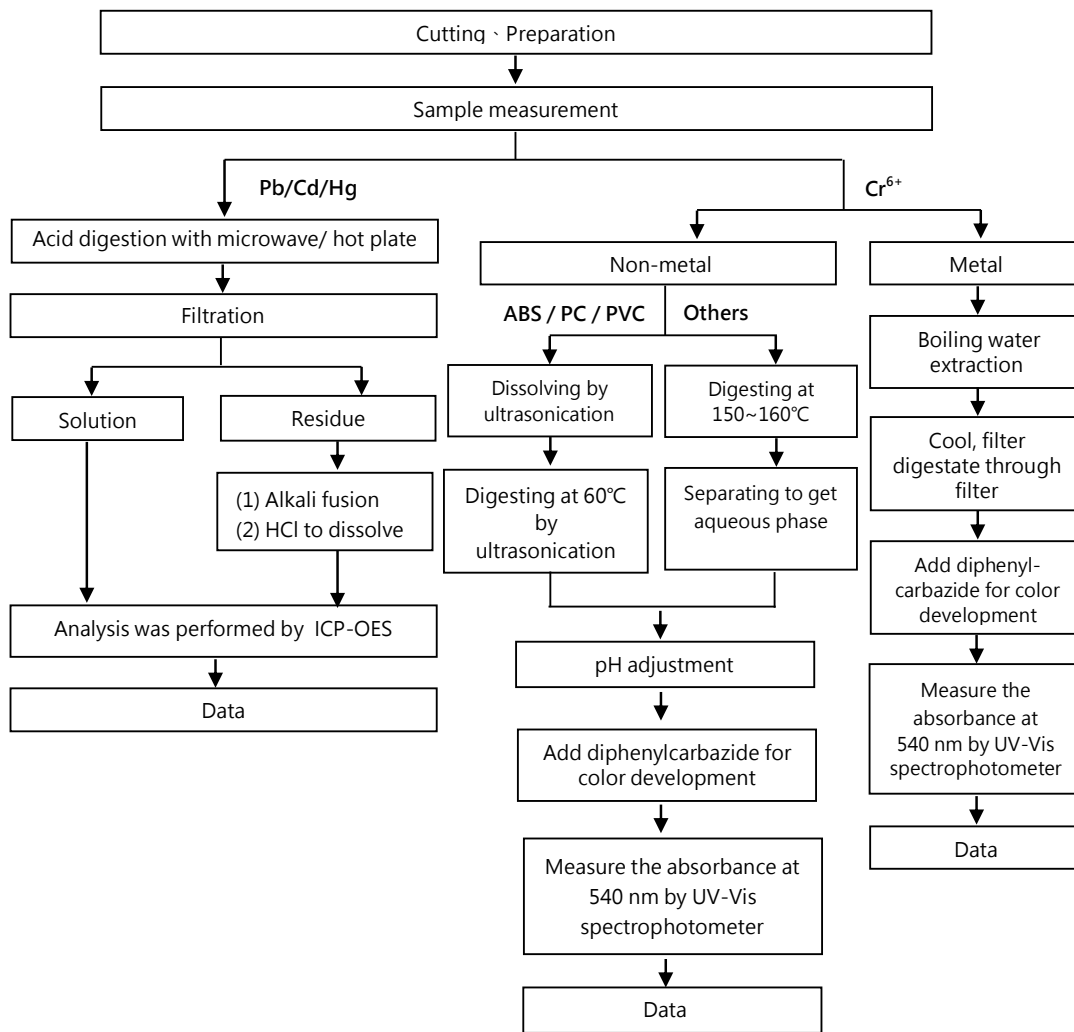 Cutting、Preparation
Sample measurement
Pb/Cd/Hg
Acid digestion with microwave/ hot plate
Filtration
Solution
Residue
(1) Alkali fusion
(2) HCl to dissolve
Analysis was performed by ICP-OES
Data
Cr⁶⁺
Non-metal
ABS / PC / PVC
Others
Dissolving by
ultrasonication
Digesting at
150~160℃
Digesting at 60℃
by
ultrasonication
Separating to get
aqueous phase
pH adjustment
Add diphenylcarbazide for
color development
Measure the absorbance at
540 nm by UV-Vis
spectrophotometer
Data
Metal
Boiling water
extraction
Cool, filter
digestate through
filter
Add diphenyl-
carbazide for color
development
Measure the
absorbance at
540 nm by UV-Vis
spectrophotometer
Data